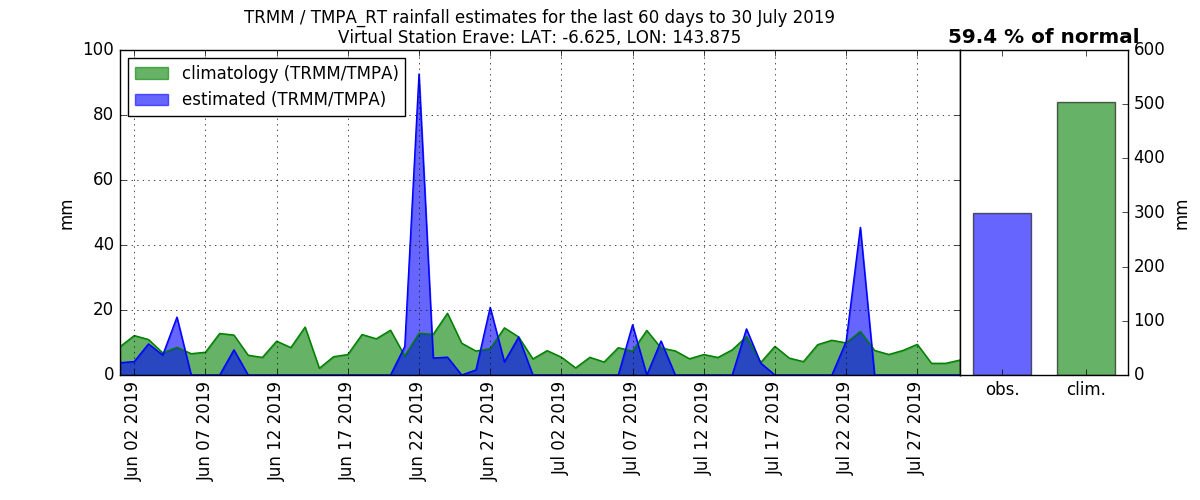 TRMM / TMPA_RT rainfall estimates for the last 60 days to 30 July 2019
Virtual Station Erave: LAT: -6.625, LON: 143.875
59.4 % of normal
climatology (TRMM/TMPA)
estimated (TRMM/TMPA)
100
80
60
40
20
0
mm
Jun 02 2019
Jun 07 2019
Jun 12 2019
Jun 17 2019
Jun 22 2019
Jun 27 2019
Jul 02 2019
Jul 07 2019
Jul 12 2019
Jul 17 2019
Jul 22 2019
Jul 27 2019
obs.
clim.
600
500
400
300
200
100
0
mm